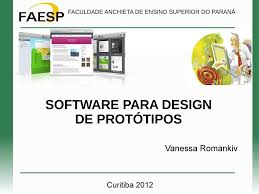 FAESP
FACULDADE ANCHIETA DE ENSINO SUPERIOR DO PARANÁ
SOFTWARE PARA DESIGN
DE PROTÓTIPOS
Vanessa Romankiv
Curitiba 2012